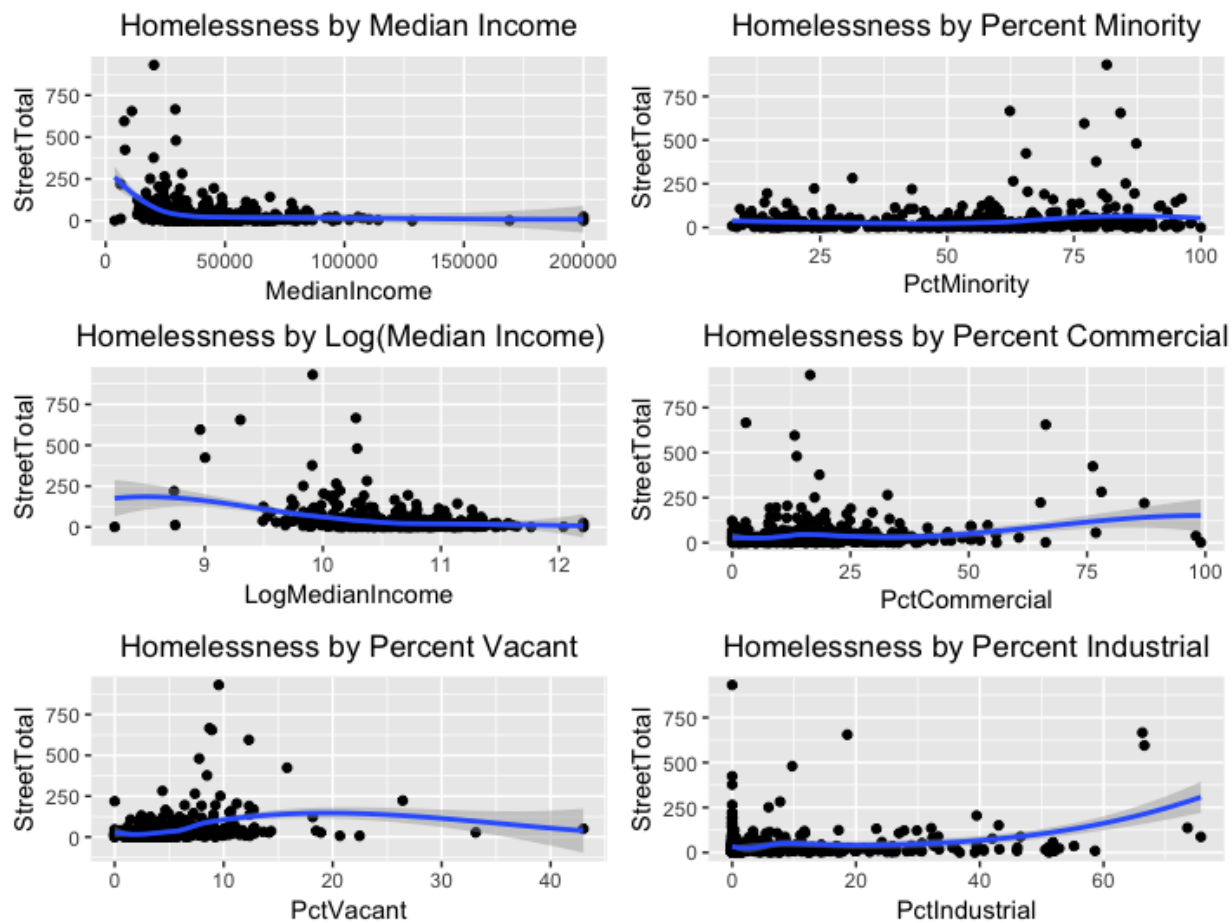 Homelessness by Median Income
StreetTotal
750
500
250
0
0 50000 100000 150000 200000
MedianIncome
Homelessness by Percent Minority
StreetTotal
750
500
250
0
25 50 75 100
PctMinority
Homelessness by Log(Median Income)
StreetTotal
750
500
250
0
9 10 11 12
LogMedianIncome
Homelessness by Percent Commercial
StreetTotal
750
500
250
0
0 25 50 75 100
PctCommercial
Homelessness by Percent Vacant
StreetTotal
750
500
250
0
0 10 20 30 40
PctVacant
Homelessness by Percent Industrial
StreetTotal
750
500
250
0
0 20 40 60
PctIndustrial